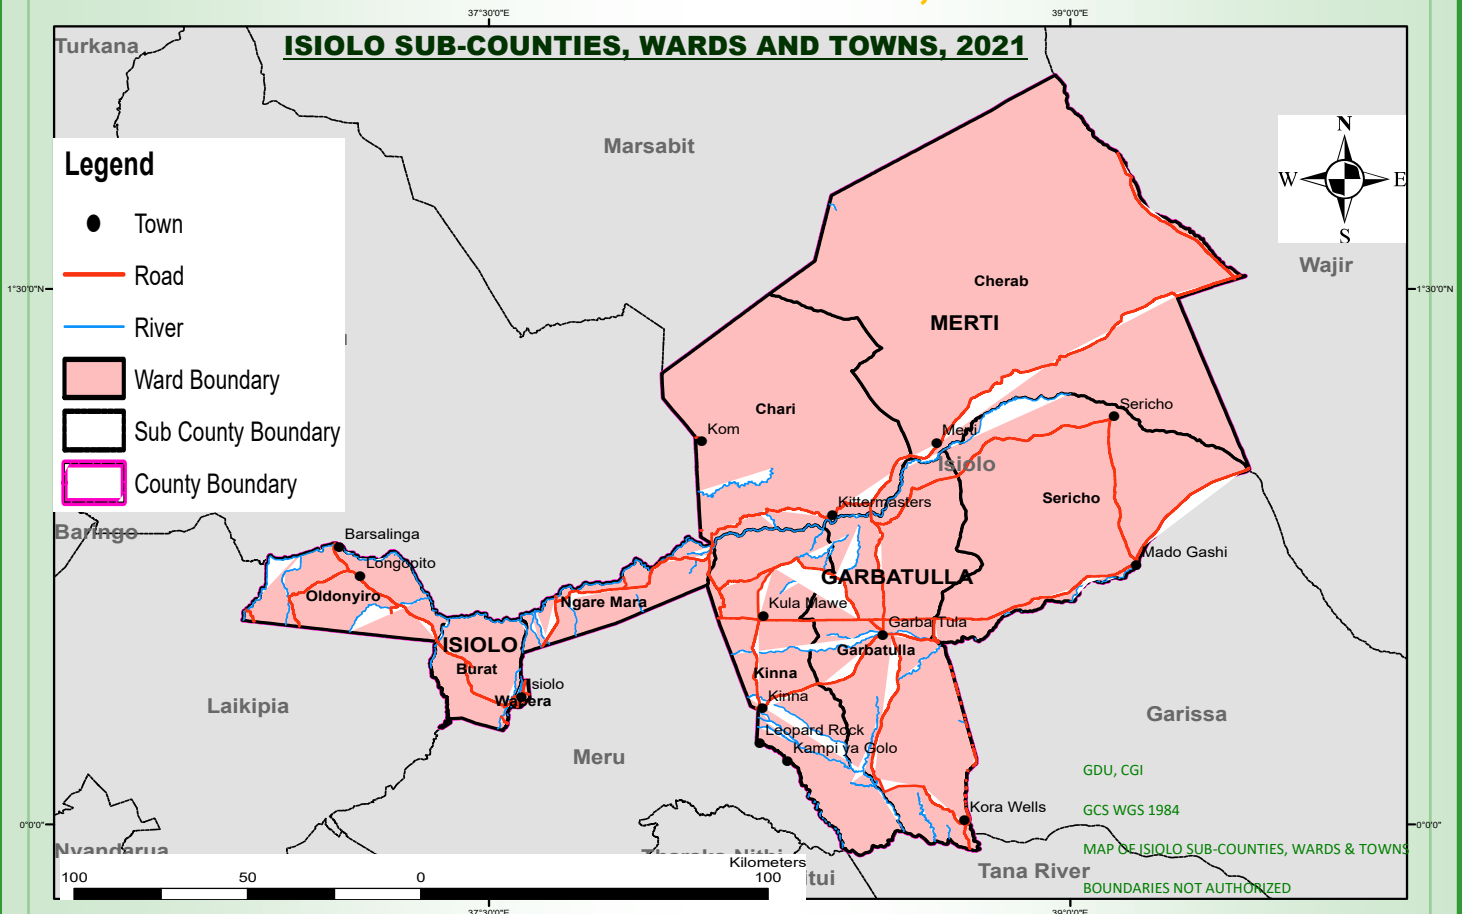 37°30'0"E
39°0'0"E
Turkana
ISIOLO SUB-COUNTIES, WARDS AND TOWNS, 2021
Marsabit
N
W
E
S
Legend
Town
Road
River
Ward Boundary
Sub County Boundary
County Boundary
Wajir
1°30'0"N
1°30'0"N
Cherab
MERTI
Chari
Kom
Sericho
Merti
Isiolo
Sericho
Kittermasters
Baringo
Barsalinga
Longopito
Oldonyiro
Mado Gashi
GARBATULLA
Ngare Mara
Kula Mawe
Garba Tula
Garbatulla
ISIOLO
Burat
Kinna
Isiolo
Wabera
Kinna
Laikipia
Garissa
Leopard Rock
Kampi ya Golo
Meru
GDU, CGI
Kora Wells
GCS WGS 1984
0°0'0"
0°0'0"
MAP OF ISIOLO SUB-COUNTIES, WARDS & TOWNS
Nyandarua
Tharaka Nithi
Kilometers
Tana River
itui
100 50 0 100
BOUNDARIES NOT AUTHORIZED
37°30'0"E
39°0'0"E